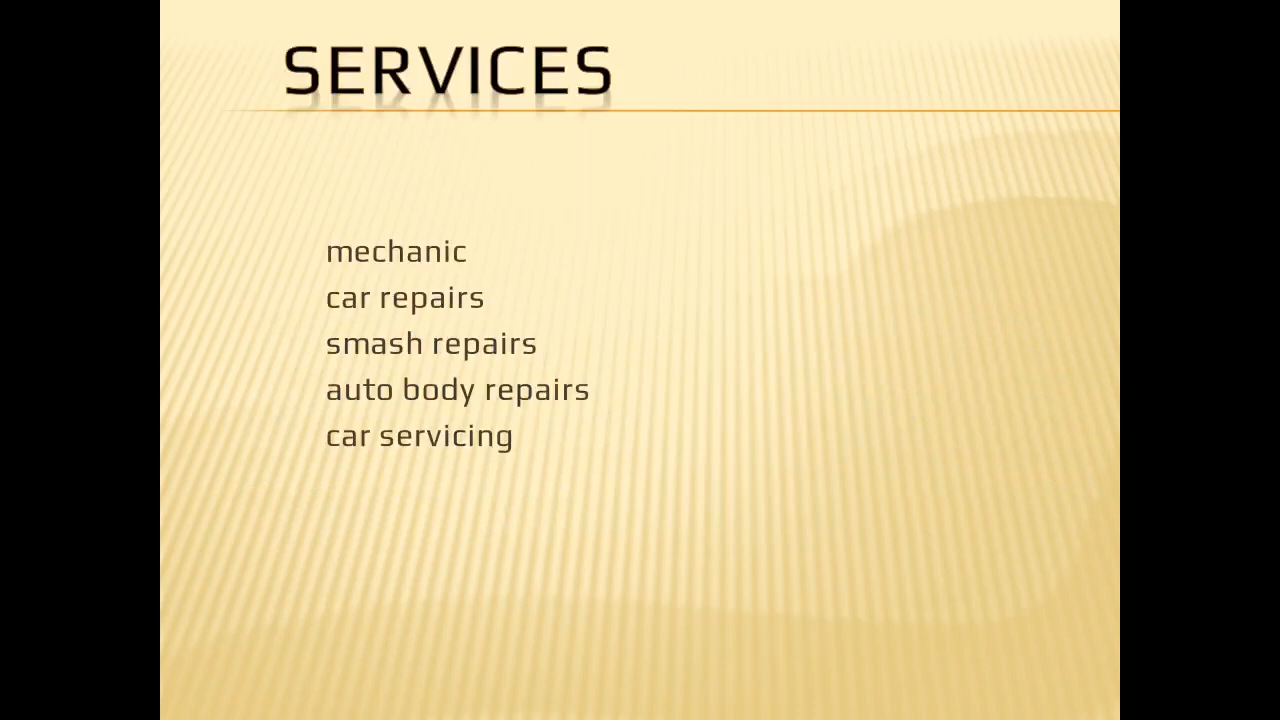 SERVICES
mechanic
car repairs
smash repairs
auto body repairs
car servicing